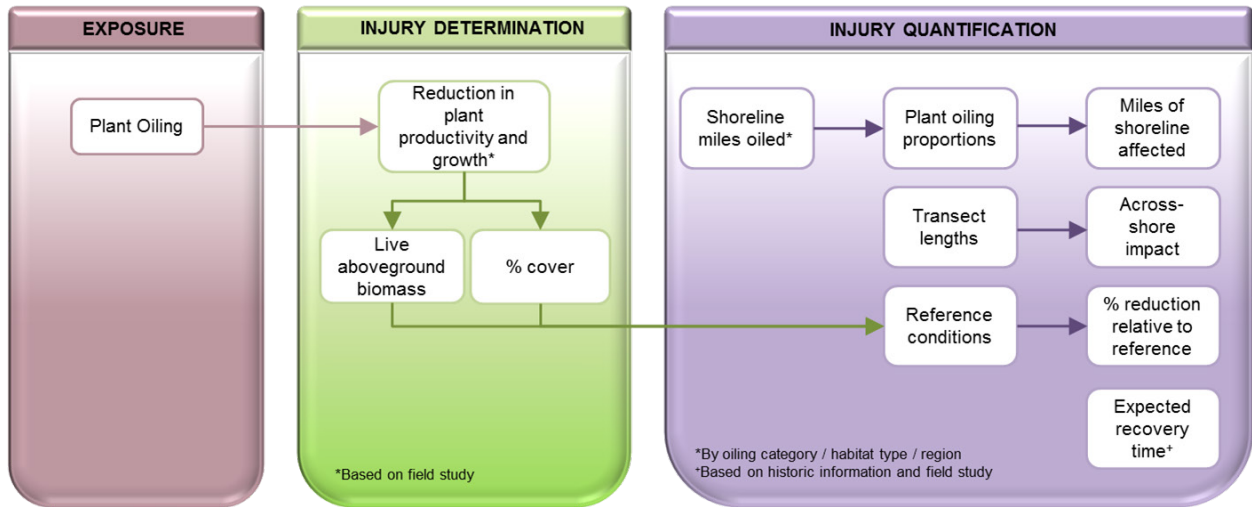 EXPOSURE
Plant Oiling
INJURY DETERMINATION
Reduction in
plant
productivity and
growth*
Live
aboveground
biomass
% cover
*Based on field study
INJURY QUANTIFICATION
Shoreline
miles oiled*
Plant oiling
proportions
Miles of
shoreline
affected
Transect
lengths
Across-
shore
impact
Reference
conditions
% reduction
relative to
reference
Expected
recovery
time⁺
*By oiling category / habitat type / region
⁺Based on historic information and field study